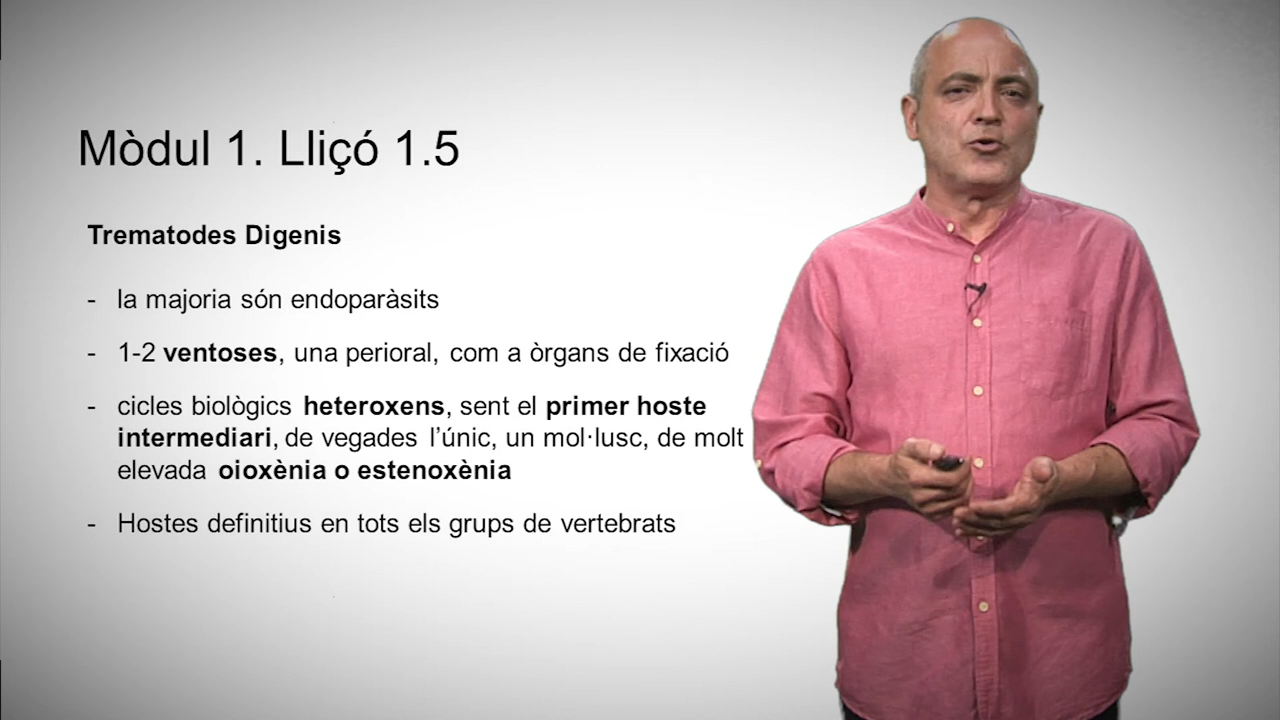 Mòdul 1. Lliçó 1.5
Trematodes Digenis
- la majoria són endoparàsits
- 1-2 ventoses, una perioral, com a òrgans de fixació
- cicles biològics heteroxens, sent el primer hoste
intermediari, de vegades l’únic, un mol·lusc, de molt
elevada oioxènia o estenoxènia
- Hostes definitius en tots els grups de vertebrats